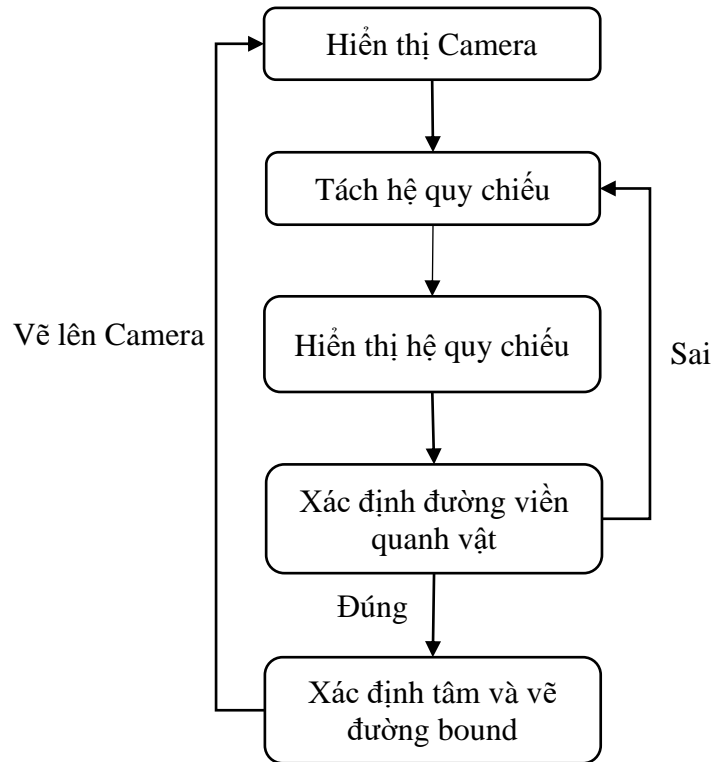 Hiển thị Camera
Tách hệ quy chiếu
Hiển thị hệ quy chiếu
Vẽ lên Camera
Sai
Xác định đường viền
quanh vật
Đúng
Xác định tâm và vẽ
đường bound